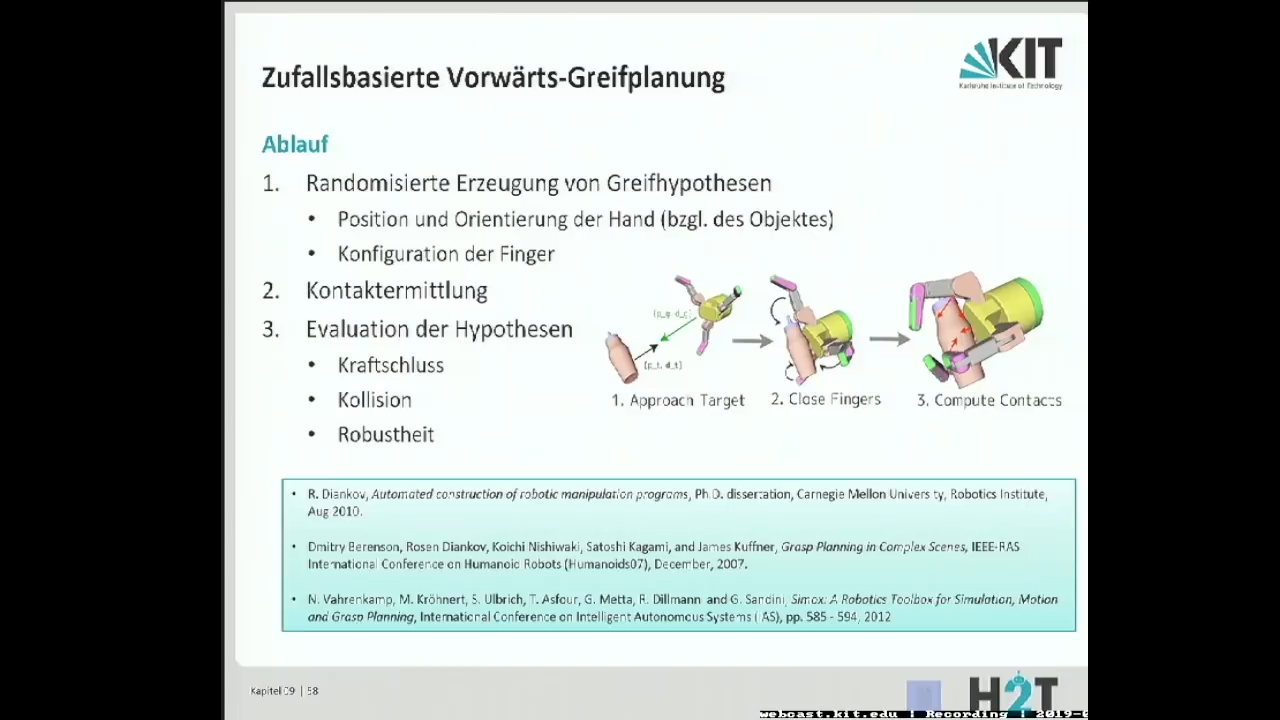 Zufallsbasierte Vorwärts-Greifplanung
KIT
Karlsruhe Institute of Technology
Ablauf
1. Randomisierte Erzeugung von Greifhypothesen
• Position und Orientierung der Hand (bzgl. des Objektes)
• Konfiguration der Finger
2. Kontaktermittlung
3. Evaluation der Hypothesen
• Kraftschluss
• Kollision
• Robustheit
(p_t, d_t)
1. Approach Target
2. Close Fingers
3. Compute Contacts
• R. Diankov, Automated construction of robotic manipulation programs, Ph.D. dissertation, Carnegie Mellon University, Robotics Institute,
Aug 2010.
• Dmitry Berenson, Rosen Diankov, Koichi Nishiwaki, Satoshi Kagami, and James Kuffner, Grasp Planning in Complex Scenes, IEEE-RAS
International Conference on Humanoid Robots (Humanoids07), December, 2007.
• N. Vahrenkamp, M. Kröhnert, S. Ulbrich, T. Asfour, G. Metta, R. Dillmann and G. Sandini, Simox: A Robotics Toolbox for Simulation, Motion
and Grasp Planning, International Conference on Intelligent Autonomous Systems (IAS), pp. 585 - 594, 2012
Kapitel 09 | 58
H2T
webcast.kit.edu | Recording | 2019-